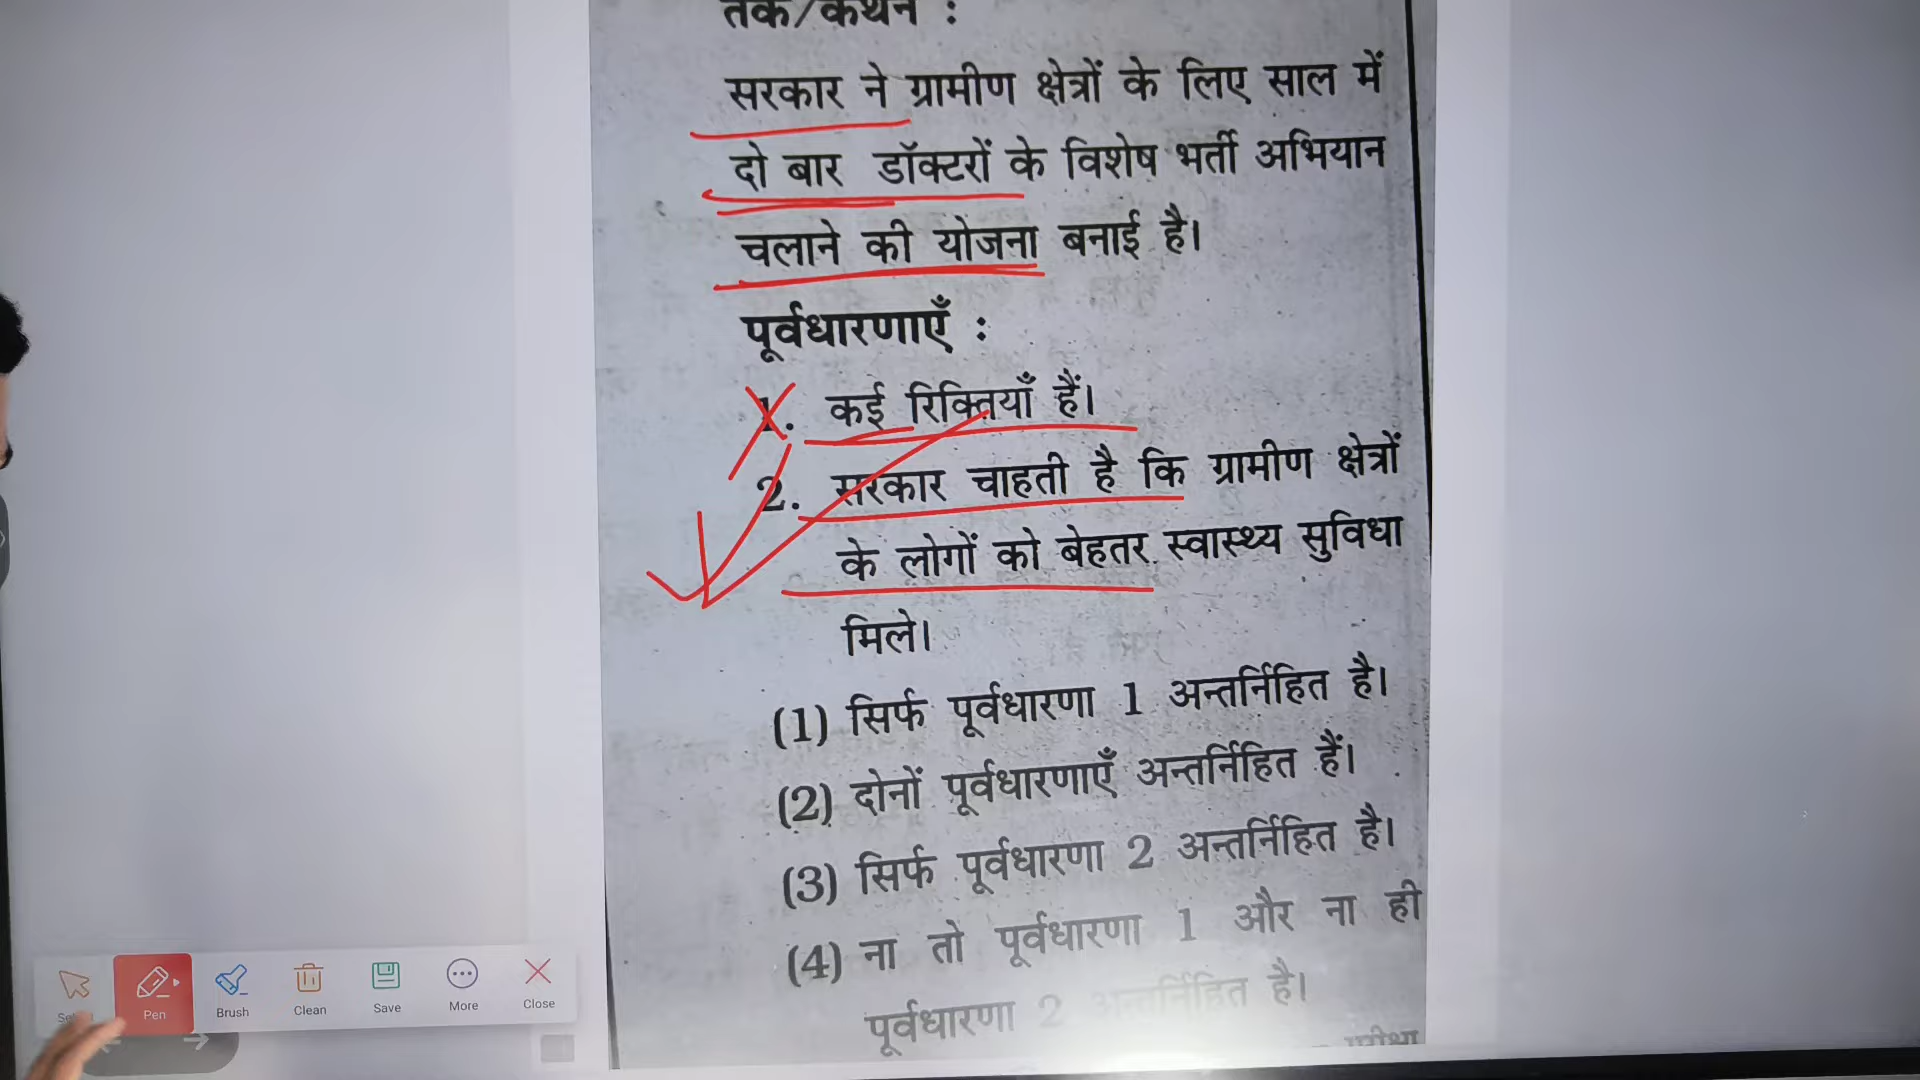 तर्क/कथन :
सरकार ने ग्रामीण क्षेत्रों के लिए साल में
दो बार डॉक्टरों के विशेष भर्ती अभियान
चलाने की योजना बनाई है।
पूर्वधारणाएँ :
1. कई रिक्तियाँ हैं।
2. सरकार चाहती है कि ग्रामीण क्षेत्रों
के लोगों को बेहतर स्वास्थ्य सुविधा
मिले।
(1) सिर्फ पूर्वधारणा 1 अन्तर्निहित है।
(2) दोनों पूर्वधारणाएँ अन्तर्निहित हैं।
(3) सिर्फ पूर्वधारणा 2 अन्तर्निहित है।
(4) ना तो पूर्वधारणा 1 और ना ही
पूर्वधारणा 2 अन्तर्निहित है।
Pen Brush Clean Save More Close